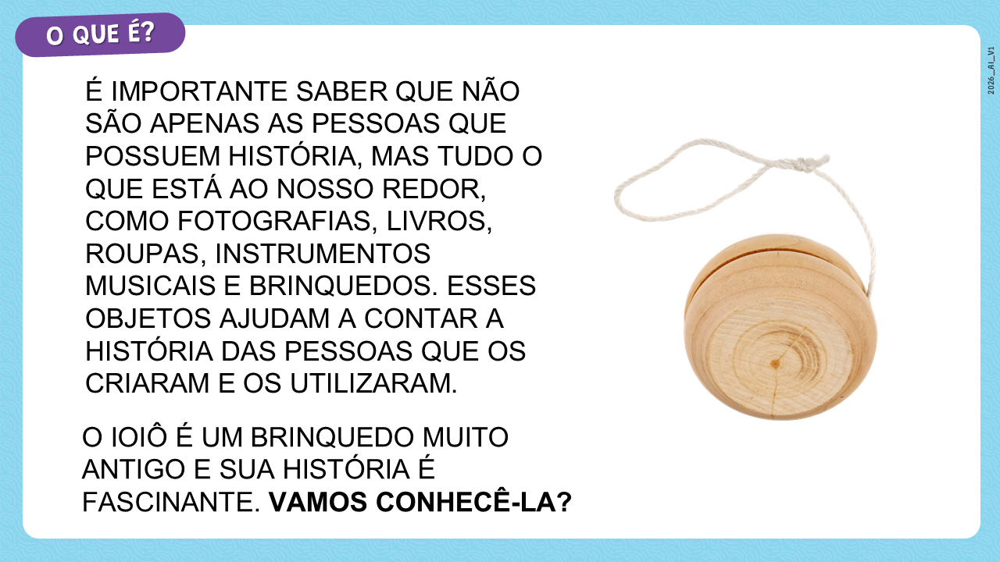 O QUE É?
É IMPORTANTE SABER QUE NÃO
SÃO APENAS AS PESSOAS QUE
POSSUEM HISTÓRIA, MAS TUDO O
QUE ESTÁ AO NOSSO REDOR,
COMO FOTOGRAFIAS, LIVROS,
ROUPAS, INSTRUMENTOS
MUSICAIS E BRINQUEDOS. ESSES
OBJETOS AJUDAM A CONTAR A
HISTÓRIA DAS PESSOAS QUE OS
CRIARAM E OS UTILIZARAM.
O IOIÔ É UM BRINQUEDO MUITO
ANTIGO E SUA HISTÓRIA É
FASCINANTE. VAMOS CONHECÊ-LA?
2026_AI_V1